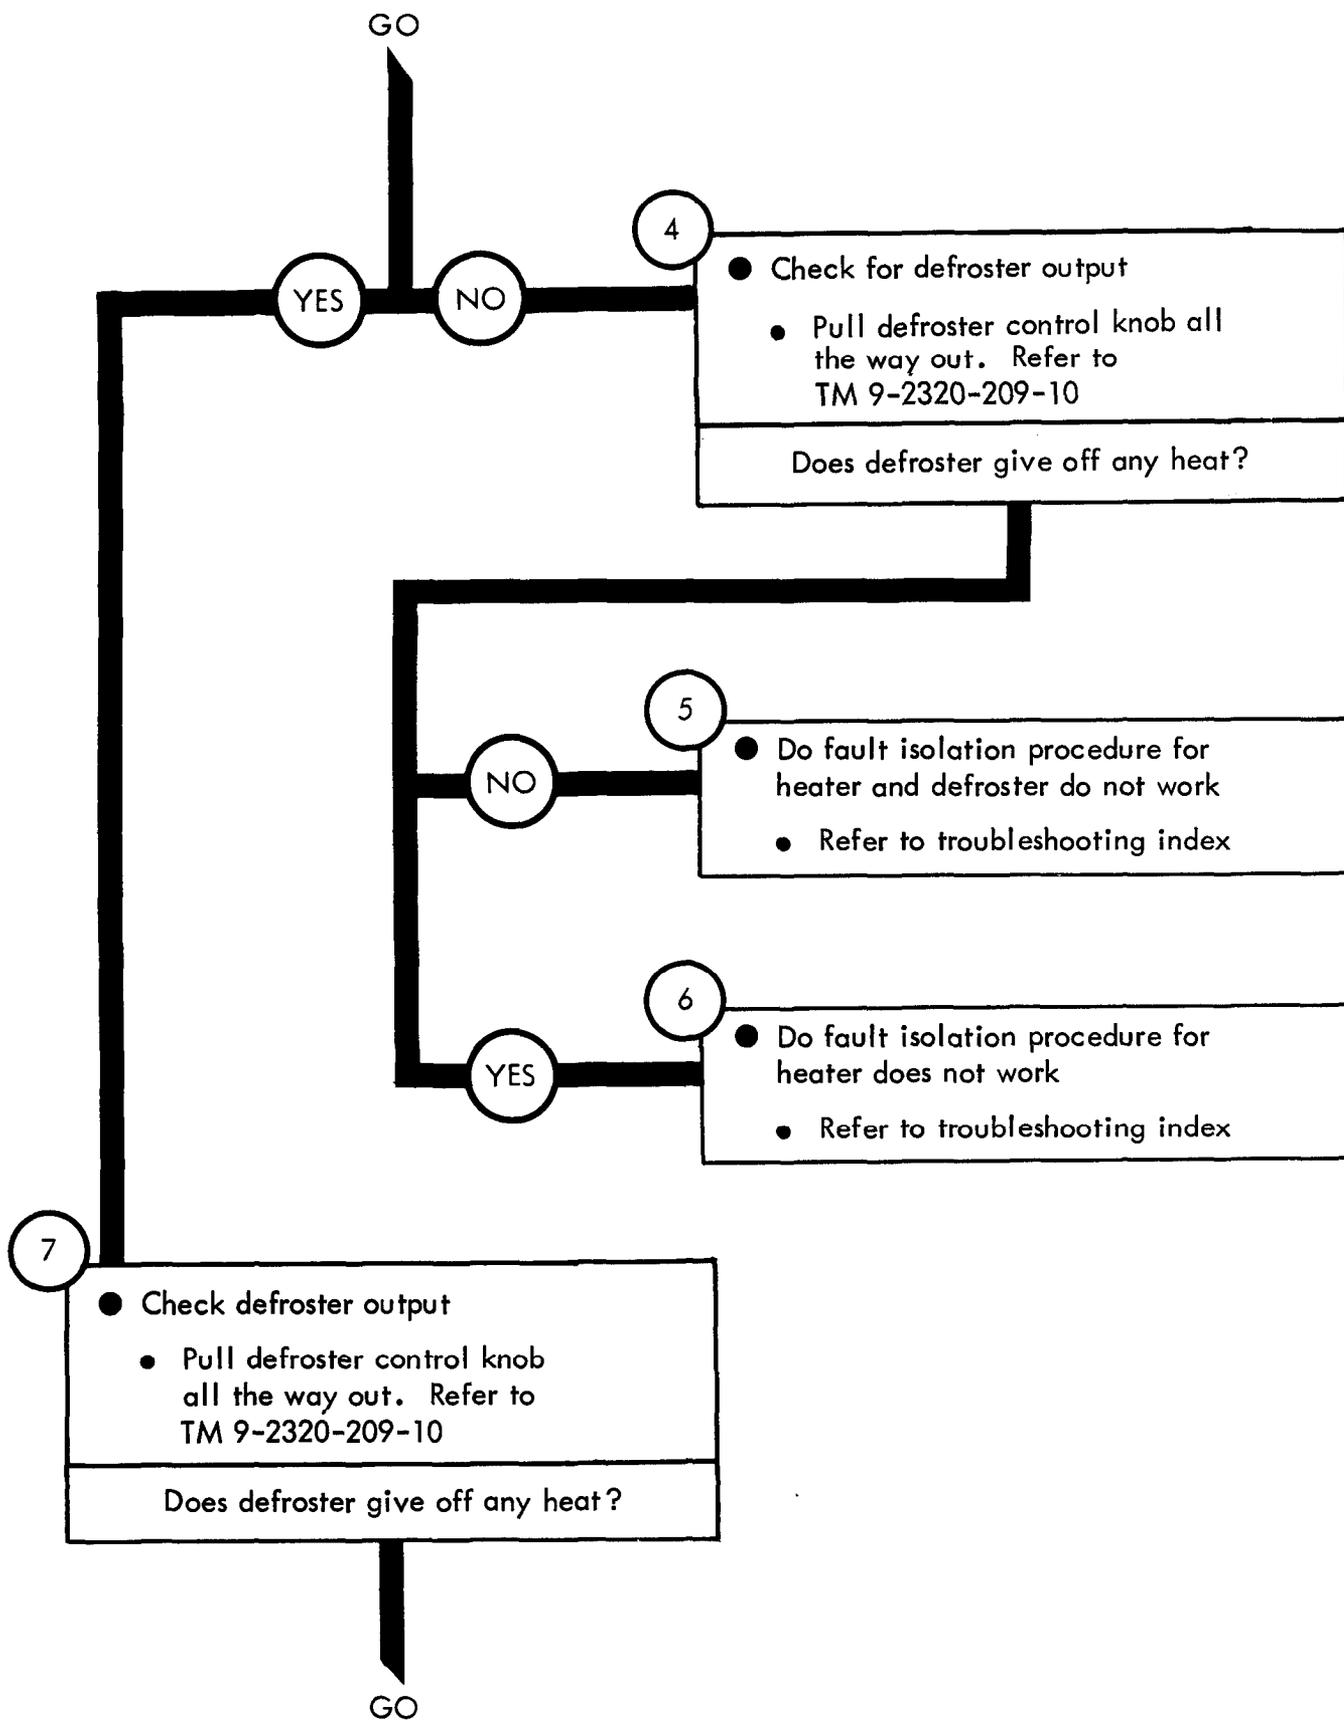 GO
YES
NO
4
● Check for defroster output
● Pull defroster control knob all
the way out. Refer to
TM 9-2320-209-10
Does defroster give off any heat?
NO
5
● Do fault isolation procedure for
heater and defroster do not work
● Refer to troubleshooting index
YES
6
● Do fault isolation procedure for
heater does not work
● Refer to troubleshooting index
7
● Check defroster output
● Pull defroster control knob
all the way out. Refer to
TM 9-2320-209-10
Does defroster give off any heat?
GO